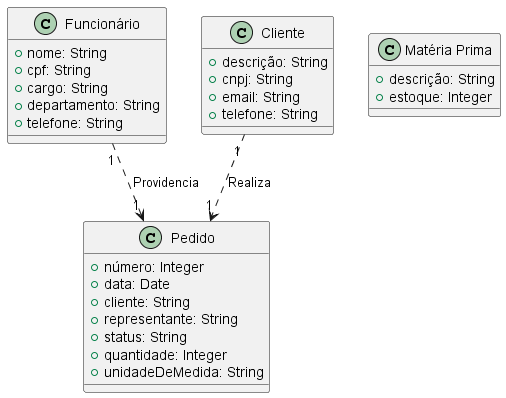 C Funcionário
nome: String
cpf: String
cargo: String
departamento: String
telefone: String
C Cliente
descrição: String
cnpj: String
email: String
telefone: String
C Matéria Prima
descrição: String
estoque: Integer
1
Providencia
1
1
Realiza
1
C Pedido
número: Integer
data: Date
cliente: String
representante: String
status: String
quantidade: Integer
unidadeDeMedida: String